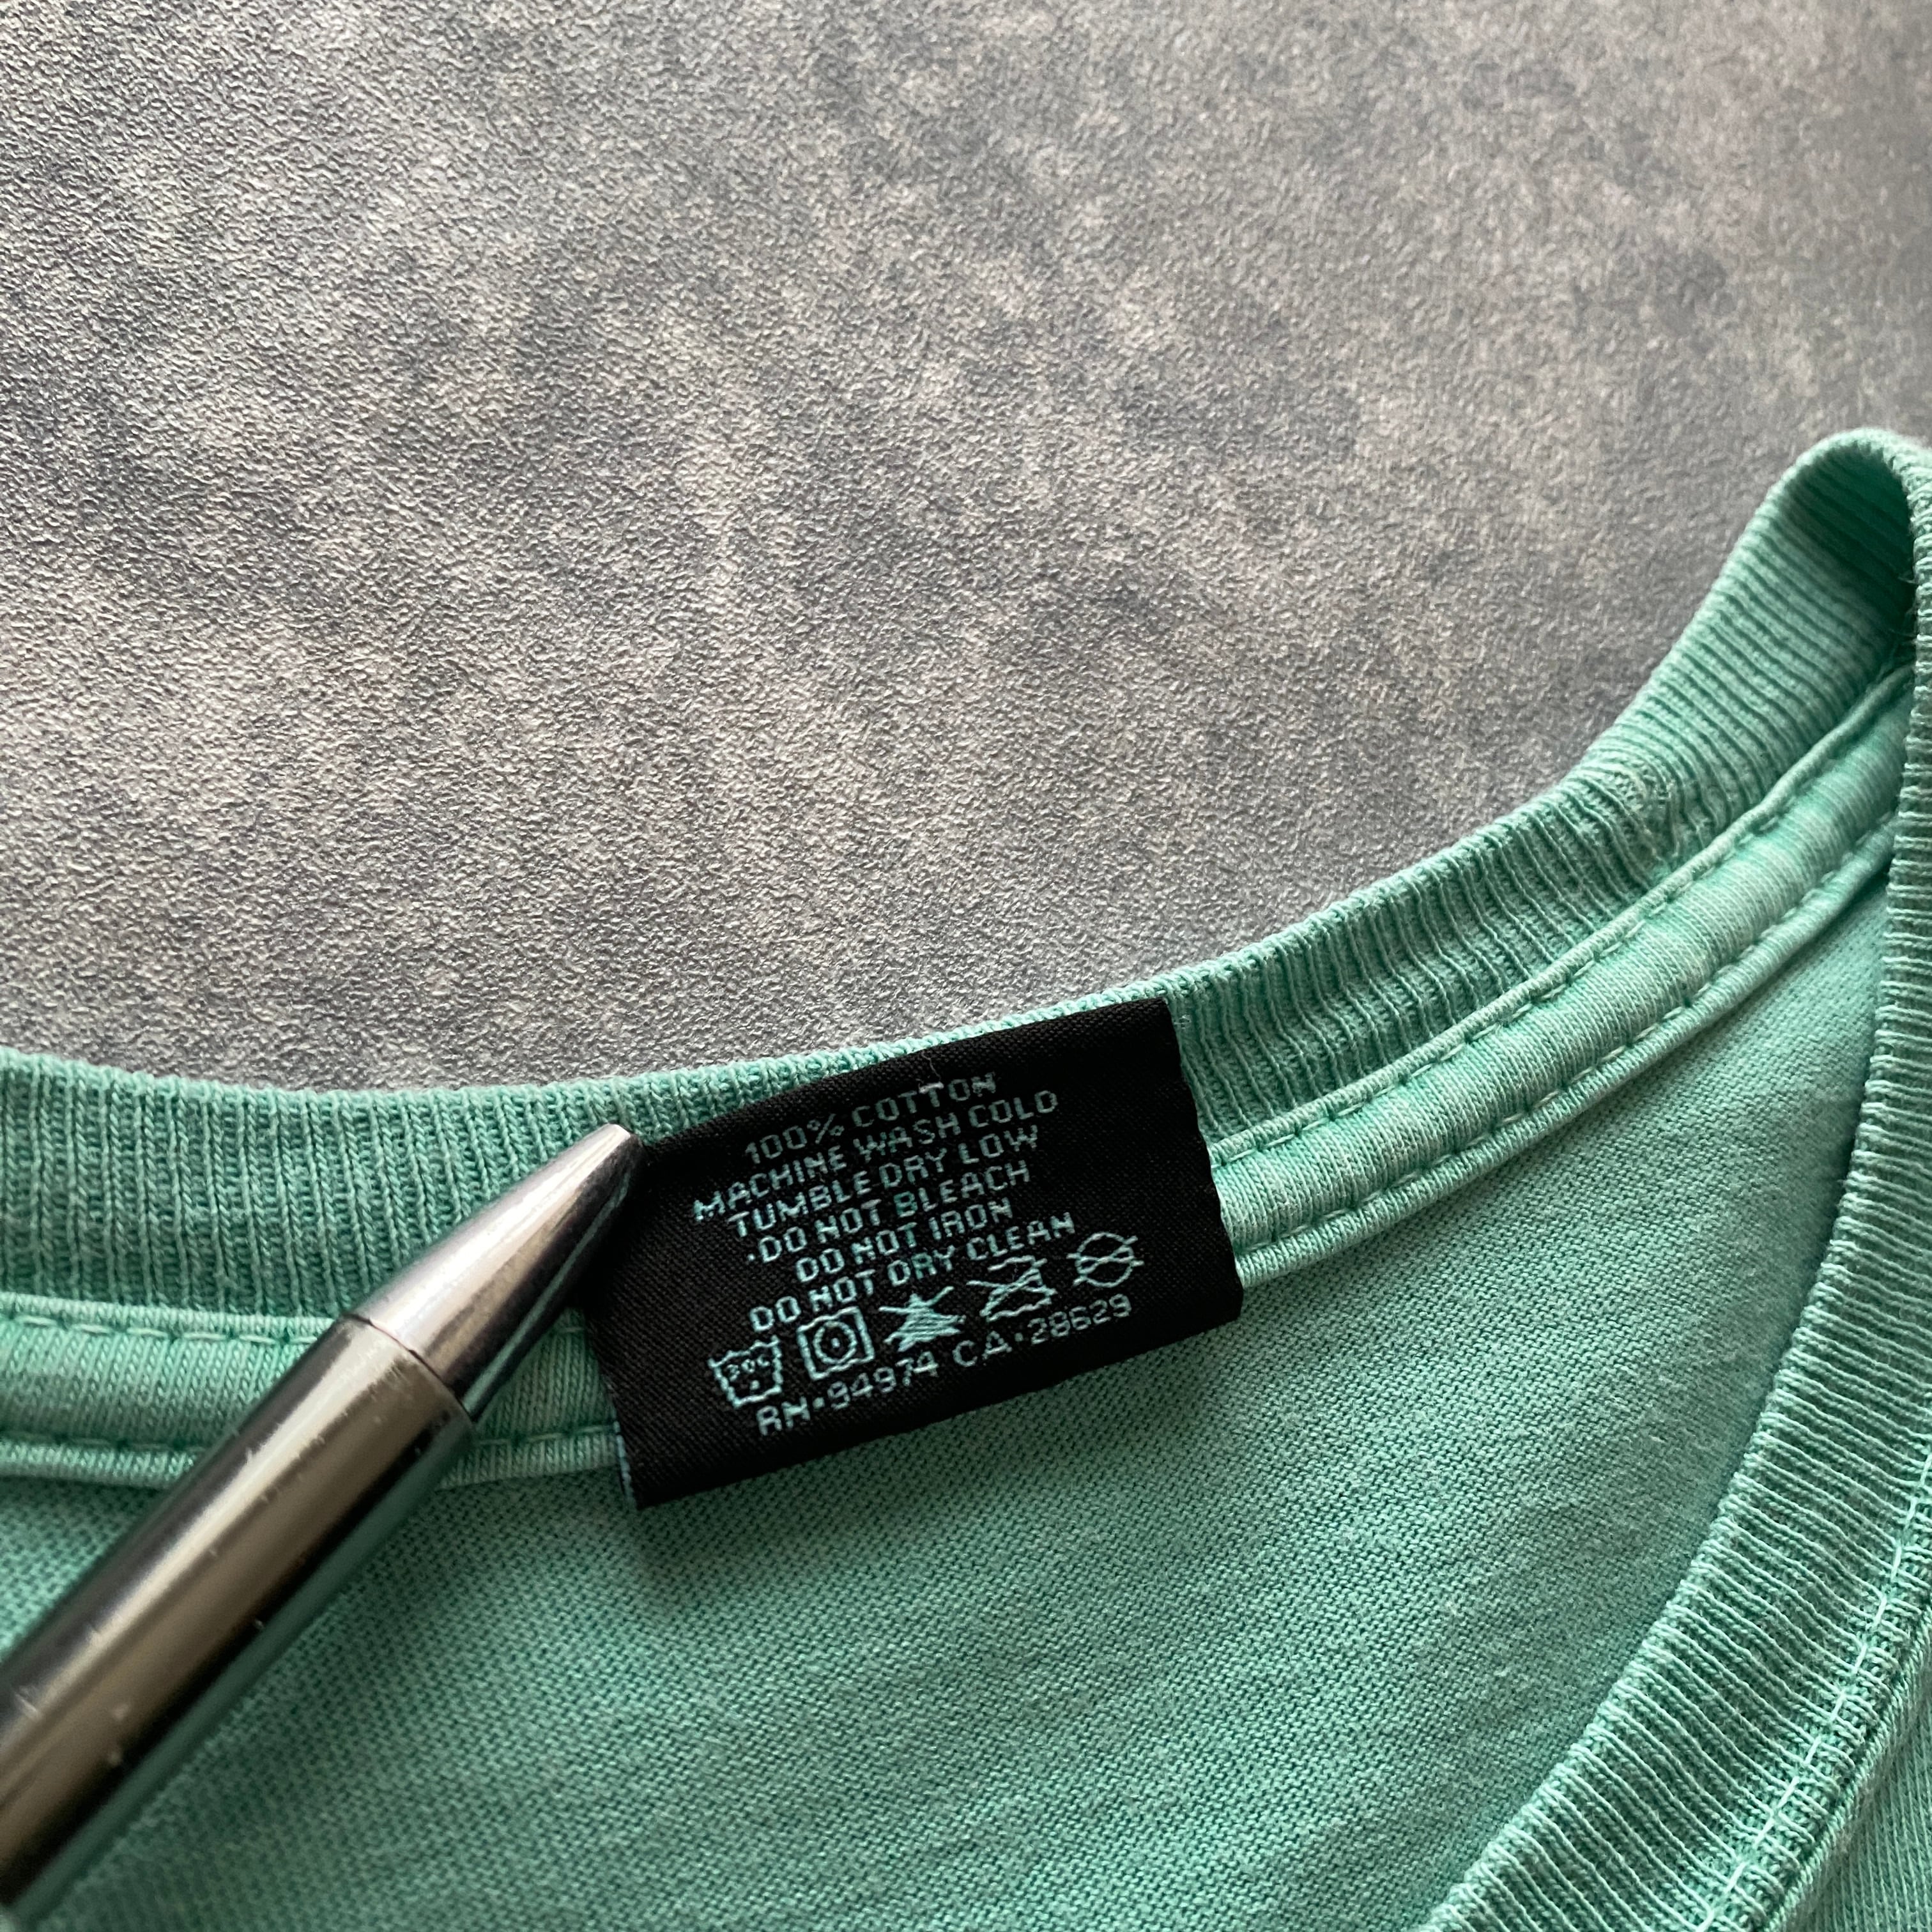 100% COTTON
MACHINE WASH COLD
TUMBLE DRY LOW
DO NOT BLEACH
DO NOT IRON
DO NOT DRY CLEAN
30°C
RN•94974 CA•28629